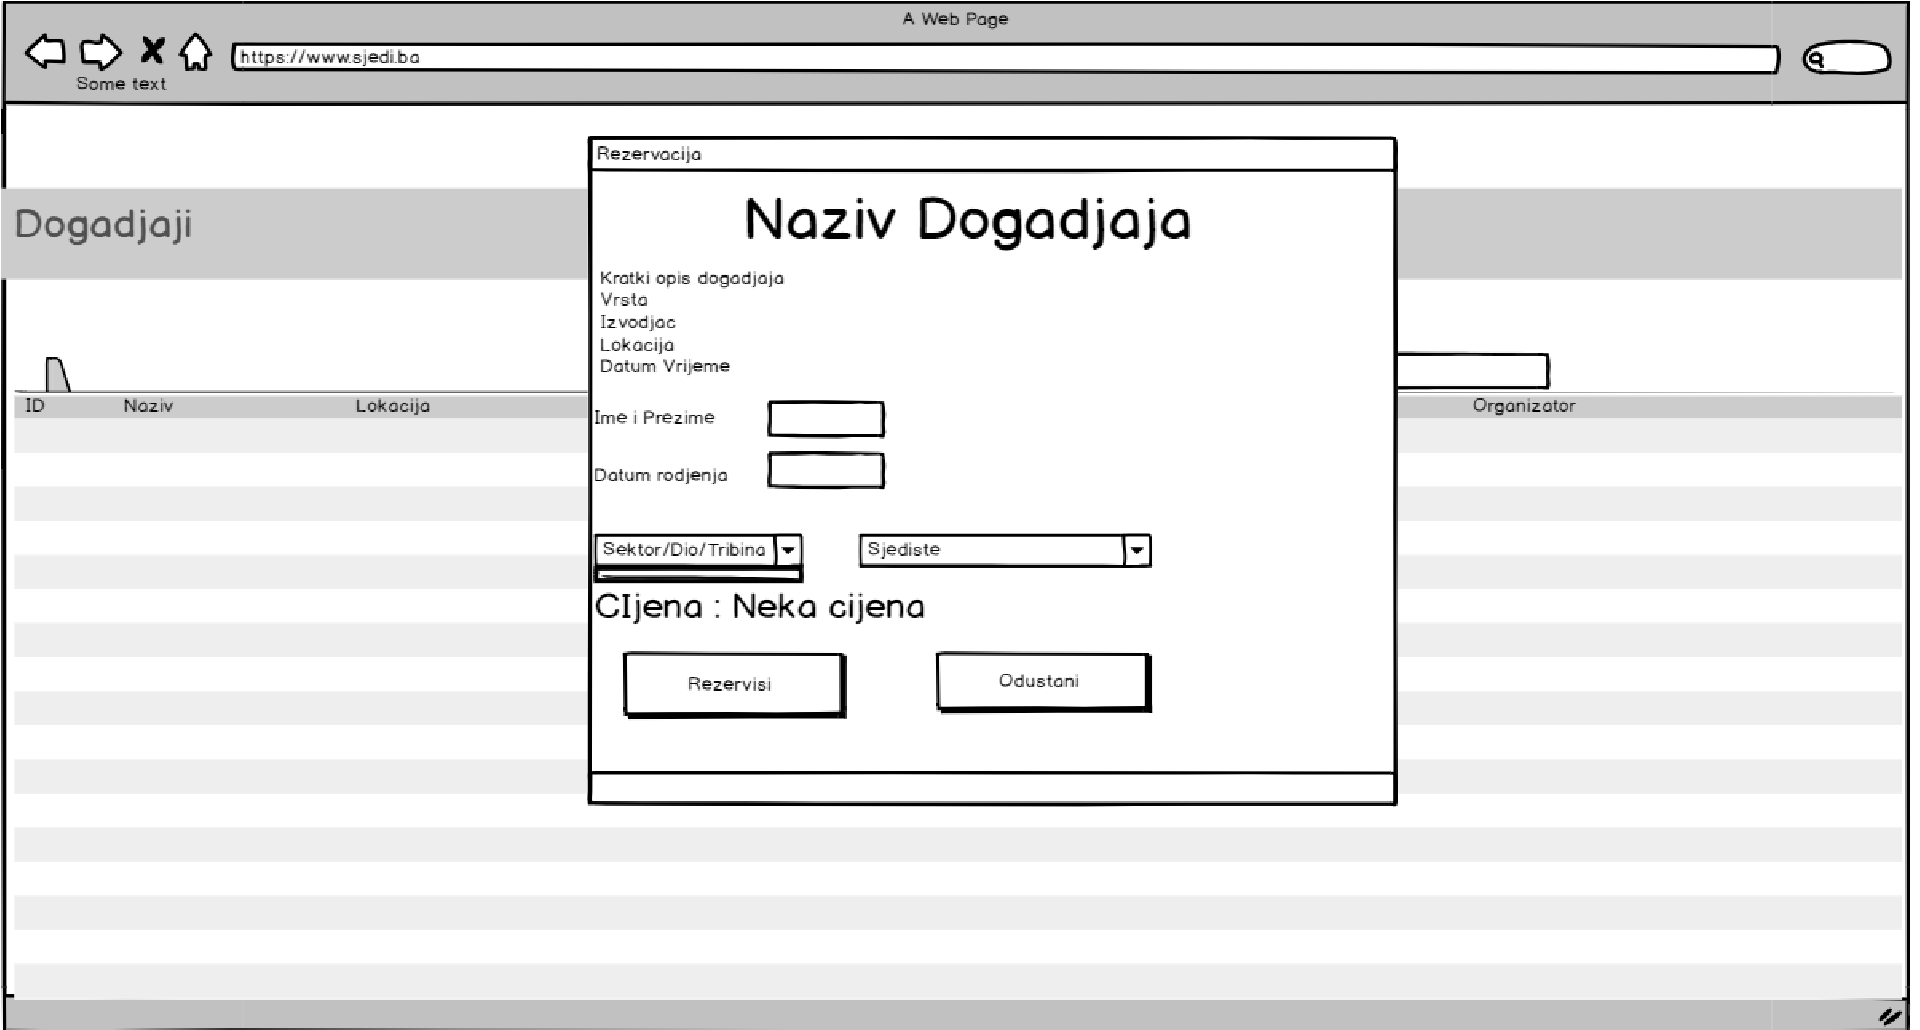 A Web Page
https://www.sjedi.ba
Some text
Rezervacija
Dogadjaji
Naziv Dogadjaja
Kratki opis dogadjaja
Vrsta
Izvodjac
Lokacija
Datum Vrijeme
ID Naziv Lokacija Organizator
Ime i Prezime
Datum rodjenja
Sektor/Dio/Tribina Sjediste
CIjena : Neka cijena
Rezervisi Odustani